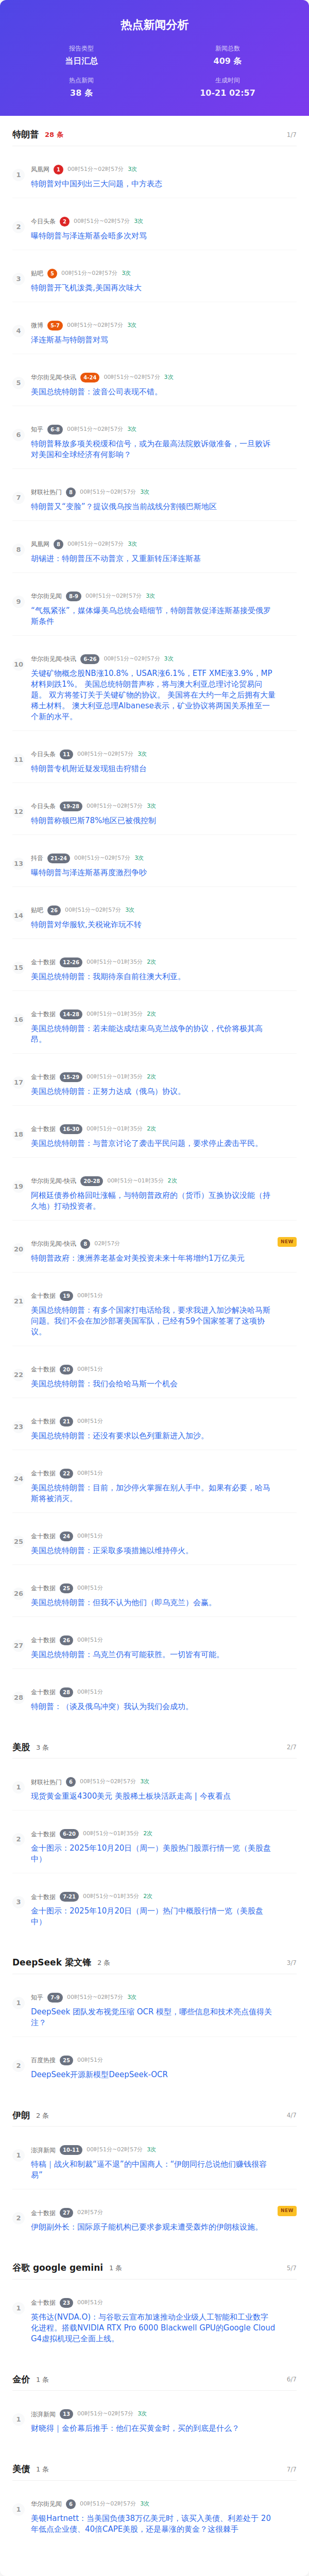 热点新闻分析
报告类型
当日汇总
新闻总数
409 条
热点新闻
38 条
生成时间
10-21 02:57
特朗普 28 条 1/7
1
凤凰网 1 00时51分~02时57分 3次
特朗普对中国列出三大问题，中方表态
2
今日头条 2 00时51分~02时57分 3次
曝特朗普与泽连斯基会晤多次对骂
3
贴吧 5 00时51分~02时57分 3次
特朗普开飞机泼粪,美国再次味大
4
微博 5-7 00时51分~02时57分 3次
泽连斯基与特朗普对骂
5
华尔街见闻-快讯 4-24 00时51分~02时57分 3次
美国总统特朗普：波音公司表现不错。
6
知乎 6-8 00时51分~02时57分 3次
特朗普释放多项关税缓和信号，或为在最高法院败诉做准备，一旦败诉
对美国和全球经济有何影响？
7
财联社热门 8 00时51分~02时57分 3次
特朗普又“变脸”？提议俄乌按当前战线分割顿巴斯地区
8
凤凰网 8 00时51分~02时57分 3次
胡锡进：特朗普压不动普京，又重新转压泽连斯基
9
华尔街见闻 8-9 00时51分~02时57分 3次
“气氛紧张”，媒体爆美乌总统会晤细节，特朗普敦促泽连斯基接受俄罗
斯条件
10
华尔街见闻-快讯 6-26 00时51分~02时57分 3次
关键矿物概念股NB涨10.8%，USAR涨6.1%，ETF XME涨3.9%，MP
材料则跌1%。 美国总统特朗普声称，将与澳大利亚总理讨论贸易问
题。 双方将签订关于关键矿物的协议。 美国将在大约一年之后拥有大量
稀土材料。 澳大利亚总理Albanese表示，矿业协议将两国关系推至一
个新的水平。
11
今日头条 11 00时51分~02时57分 3次
特朗普专机附近疑发现狙击狩猎台
12
今日头条 19-28 00时51分~02时57分 3次
特朗普称顿巴斯78%地区已被俄控制
13
抖音 21-24 00时51分~02时57分 3次
曝特朗普与泽连斯基再度激烈争吵
14
贴吧 26 00时51分~02时57分 3次
特朗普对华服软,关税讹诈玩不转
15
金十数据 12-26 00时51分~01时35分 2次
美国总统特朗普：我期待亲自前往澳大利亚。
16
金十数据 14-28 00时51分~01时35分 2次
美国总统特朗普：若未能达成结束乌克兰战争的协议，代价将极其高
昂。
17
金十数据 15-29 00时51分~01时35分 2次
美国总统特朗普：正努力达成（俄乌）协议。
18
金十数据 16-30 00时51分~01时35分 2次
美国总统特朗普：与普京讨论了袭击平民问题，要求停止袭击平民。
19
华尔街见闻-快讯 20-28 00时51分~01时35分 2次
阿根廷债券价格回吐涨幅，与特朗普政府的（货币）互换协议没能（持
久地）打动投资者。
20
华尔街见闻-快讯 8 02时57分
NEW
特朗普政府：澳洲养老基金对美投资未来十年将增约1万亿美元
21
金十数据 19 00时51分
美国总统特朗普：有多个国家打电话给我，要求我进入加沙解决哈马斯
问题。我们不会在加沙部署美国军队，已经有59个国家签署了这项协
议。
22
金十数据 20 00时51分
美国总统特朗普：我们会给哈马斯一个机会
23
金十数据 21 00时51分
美国总统特朗普：还没有要求以色列重新进入加沙。
24
金十数据 22 00时51分
美国总统特朗普：目前，加沙停火掌握在别人手中。如果有必要，哈马
斯将被消灭。
25
金十数据 24 00时51分
美国总统特朗普：正采取多项措施以维持停火。
26
金十数据 25 00时51分
美国总统特朗普：但我不认为他们（即乌克兰）会赢。
27
金十数据 26 00时51分
美国总统特朗普：乌克兰仍有可能获胜。一切皆有可能。
28
金十数据 28 00时51分
特朗普：（谈及俄乌冲突）我认为我们会成功。
美股 3 条 2/7
1
财联社热门 6 00时51分~02时57分 3次
现货黄金重返4300美元 美股稀土板块活跃走高 | 今夜看点
2
金十数据 6-20 00时51分~01时35分 2次
金十图示：2025年10月20日（周一）美股热门股票行情一览（美股盘
中）
3
金十数据 7-21 00时51分~01时35分 2次
金十图示：2025年10月20日（周一）热门中概股行情一览（美股盘
中）
DeepSeek 梁文锋 2 条 3/7
1
知乎 7-9 00时51分~02时57分 3次
DeepSeek 团队发布视觉压缩 OCR 模型，哪些信息和技术亮点值得关
注？
2
百度热搜 25 00时51分
DeepSeek开源新模型DeepSeek-OCR
伊朗 2 条 4/7
1
澎湃新闻 10-11 00时51分~02时57分 3次
特稿｜战火和制裁“逼不退”的中国商人：“伊朗同行总说他们赚钱很容
易”
2
金十数据 27 02时57分
NEW
伊朗副外长：国际原子能机构已要求参观未遭受轰炸的伊朗核设施。
谷歌 google gemini 1 条 5/7
1
金十数据 23 00时51分
英伟达(NVDA.O)：与谷歌云宣布加速推动企业级人工智能和工业数字
化进程。搭载NVIDIA RTX Pro 6000 Blackwell GPU的Google Cloud
G4虚拟机现已全面上线。
金价 1 条 6/7
1
澎湃新闻 13 00时51分~02时57分 3次
财晓得｜金价幕后推手：他们在买黄金时，买的到底是什么？
美债 1 条 7/7
1
华尔街见闻 6 00时51分~02时57分 3次
美银Hartnett：当美国负债38万亿美元时，该买入美债、利差处于 20
年低点企业债、40倍CAPE美股，还是暴涨的黄金？这很棘手